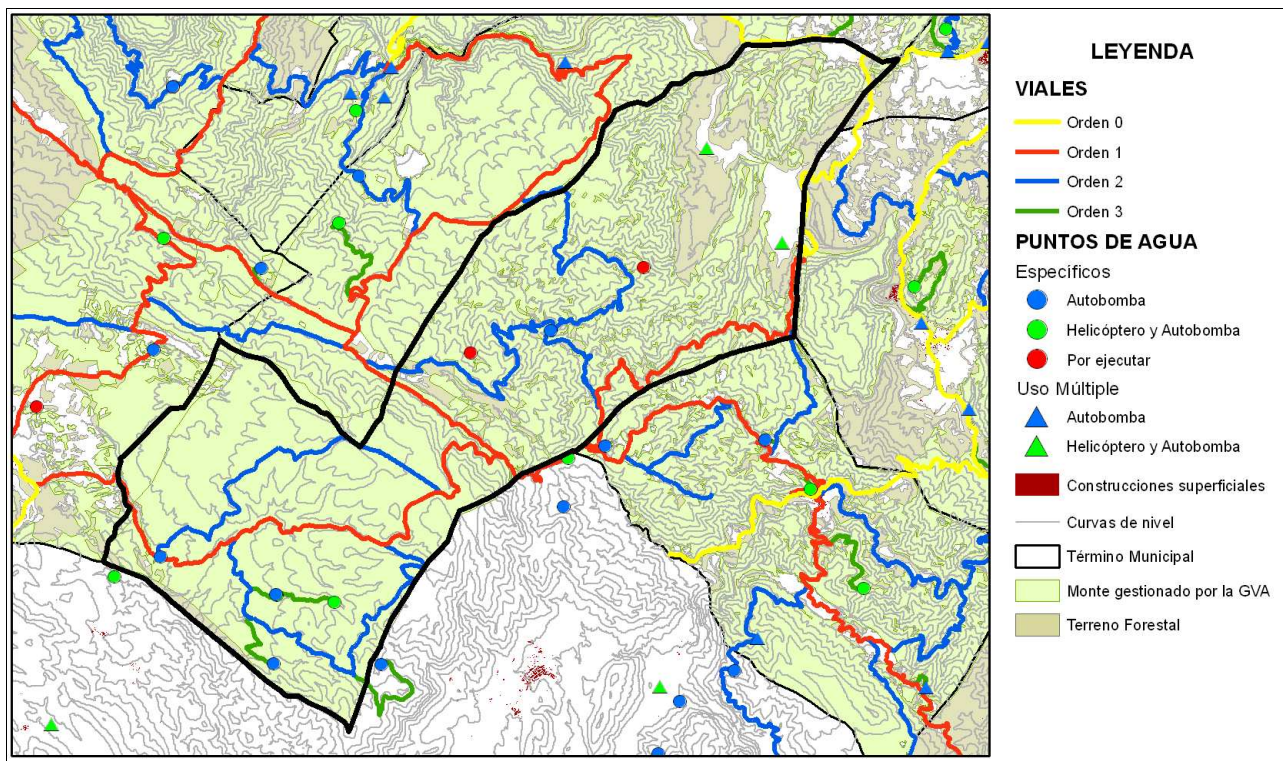 LEYENDA
VIALES
Orden 0
Orden 1
Orden 2
Orden 3
PUNTOS DE AGUA
Específicos
Autobomba
Helicóptero y Autobomba
Por ejecutar
Uso Múltiple
Autobomba
Helicóptero y Autobomba
Construcciones superficiales
Curvas de nivel
Término Municipal
Monte gestionado por la GVA
Terreno Forestal